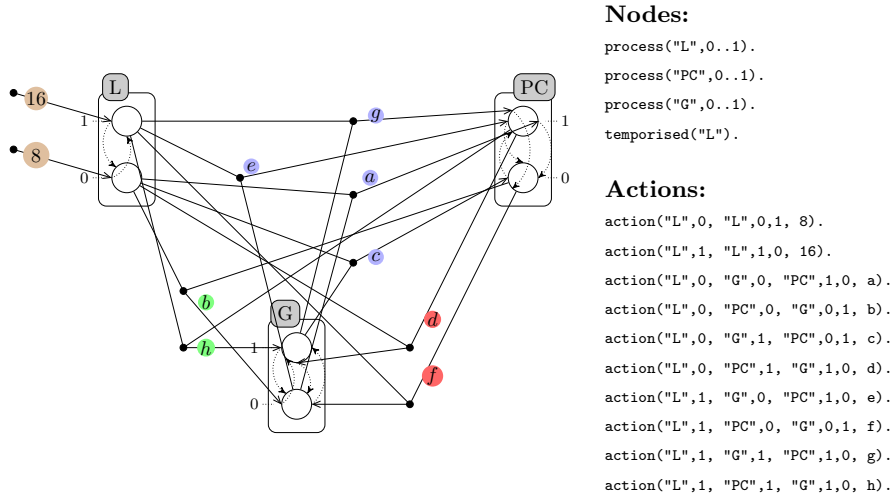 L
PC
16
8
1
0
g
e
a
c
1
0
b
G
h
d
f
1
0
Nodes:
process("L",0..1).
process("PC",0..1).
process("G",0..1).
temporised("L").
Actions:
action("L",0, "L",0,1, 8).
action("L",1, "L",1,0, 16).
action("L",0, "G",0, "PC",1,0, a).
action("L",0, "PC",0, "G",0,1, b).
action("L",0, "G",1, "PC",0,1, c).
action("L",0, "PC",1, "G",1,0, d).
action("L",1, "G",0, "PC",1,0, e).
action("L",1, "PC",0, "G",0,1, f).
action("L",1, "G",1, "PC",1,0, g).
action("L",1, "PC",1, "G",1,0, h).